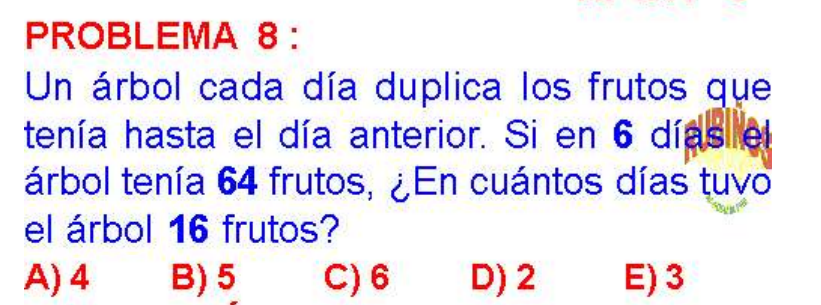 PROBLEMA 8 :
Un árbol cada día duplica los frutos que
tenía hasta el día anterior. Si en 6 días el
árbol tenía 64 frutos, ¿En cuántos días tuvo
el árbol 16 frutos?
A) 4 B) 5 C) 6 D) 2 E) 3
RUBIÑOS